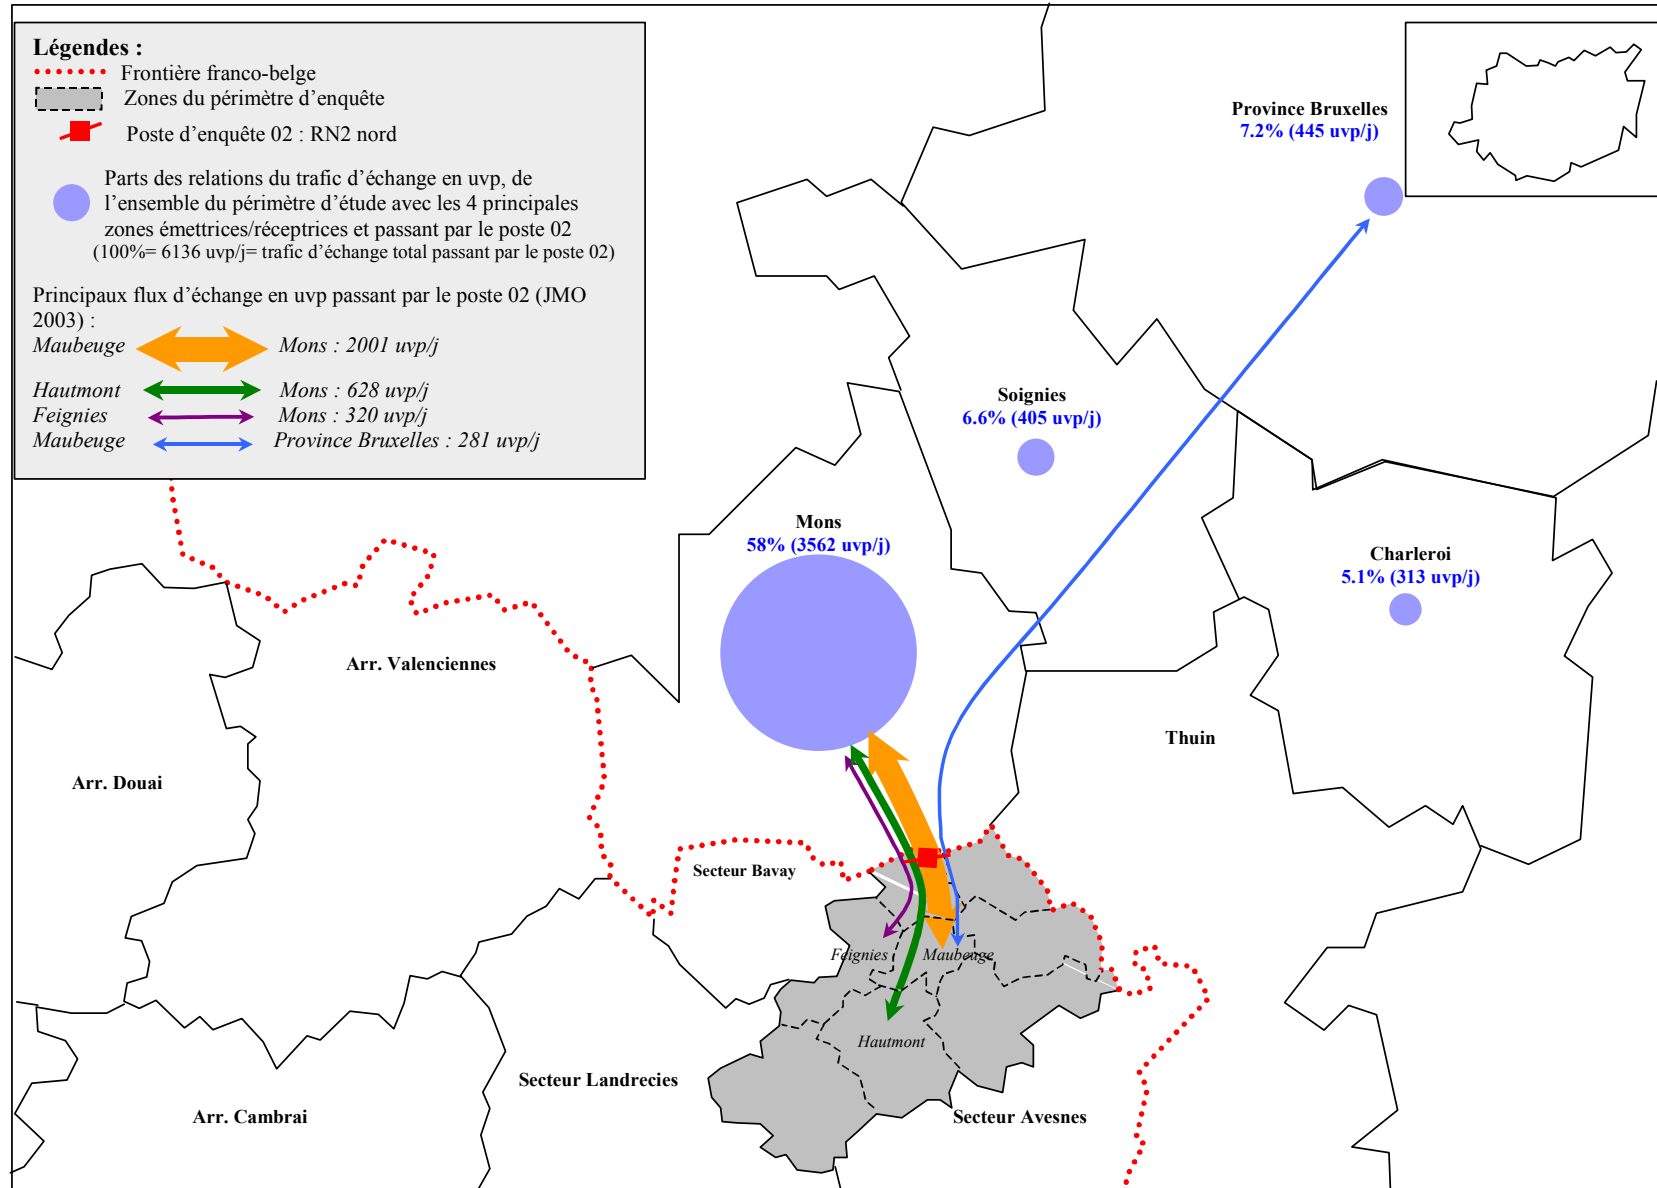 Légendes :
Frontière franco-belge
Zones du périmètre d'enquête
Poste d'enquête 02 : RN2 nord
Parts des relations du trafic d'échange en uvp, de
l'ensemble du périmètre d'étude avec les 4 principales
zones émettrices/réceptrices et passant par le poste 02
(100%= 6136 uvp/j= trafic d'échange total passant par le poste 02)
Principaux flux d'échange en uvp passant par le poste 02 (JMO
2003) :
Maubeuge Mons : 2001 uvp/j
Hautmont Mons : 628 uvp/j
Feignies Mons : 320 uvp/j
Maubeuge Province Bruxelles : 281 uvp/j
Province Bruxelles
7.2% (445 uvp/j)
Soignies
6.6% (405 uvp/j)
Mons
58% (3562 uvp/j)
Charleroi
5.1% (313 uvp/j)
Arr. Valenciennes
Thuin
Arr. Douai
Secteur Bavay
Feignies
Maubeuge
Hautmont
Secteur Landrecies
Arr. Cambrai
Secteur Avesnes